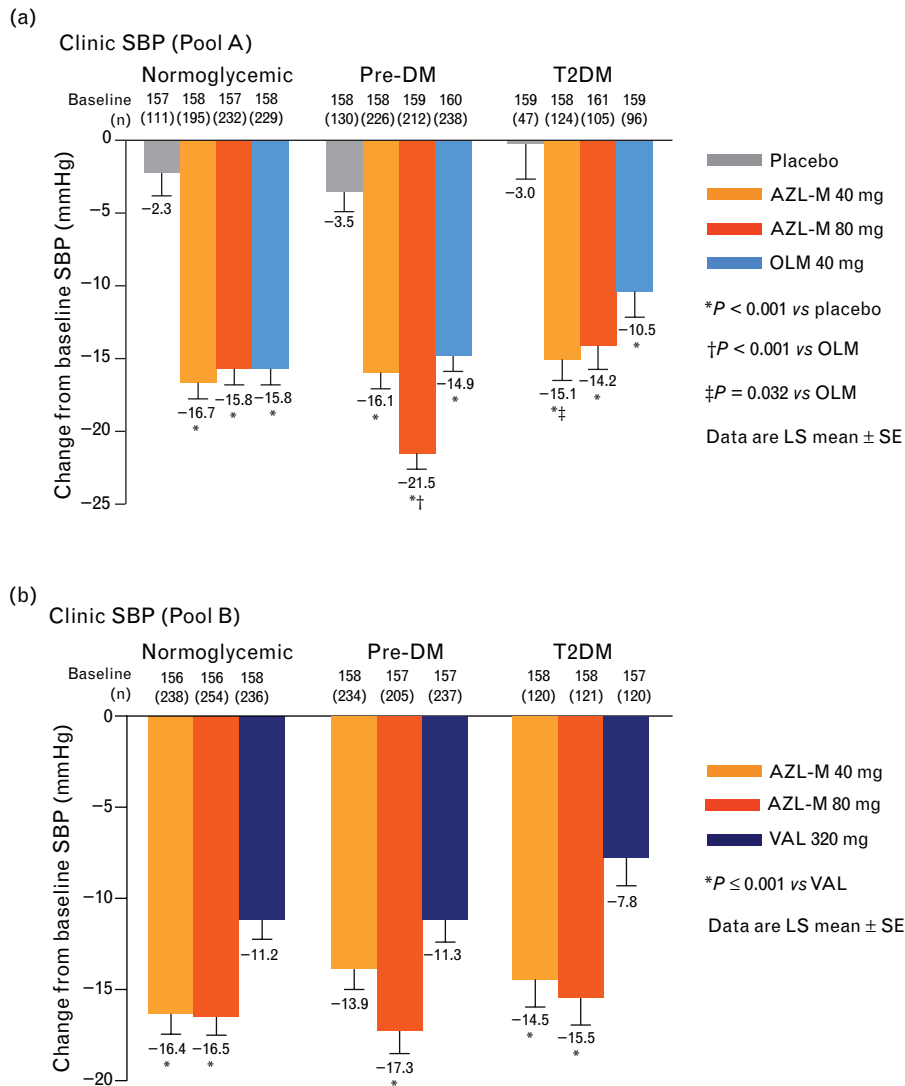 (a)
Clinic SBP (Pool A)
Normoglycemic Pre-DM T2DM
Baseline 157 158 157 158 158 158 159 160 159 158 161 159
(n) (111) (195) (232) (229) (130) (226) (212) (238) (47) (124) (105) (96)
Change from baseline SBP (mmHg)
0
−5
−10
−15
−20
−25
−2.3
−16.7
*
−15.8
*
−15.8
*
−3.5
−16.1
*
−21.5
*†
−14.9
*
−3.0
−15.1
*‡
−14.2
*
−10.5
*
Placebo
AZL-M 40 mg
AZL-M 80 mg
OLM 40 mg
*P < 0.001 vs placebo
†P < 0.001 vs OLM
‡P = 0.032 vs OLM
Data are LS mean ± SE
(b)
Clinic SBP (Pool B)
Normoglycemic Pre-DM T2DM
Baseline 156 156 158 158 157 157 158 158 157
(n) (238) (254) (236) (234) (205) (237) (120) (121) (120)
Change from baseline SBP (mmHg)
0
−5
−10
−15
−20
−16.4
*
−16.5
*
−11.2
−13.9
−17.3
*
−11.3
−14.5
*
−15.5
*
−7.8
AZL-M 40 mg
AZL-M 80 mg
VAL 320 mg
*P ≤ 0.001 vs VAL
Data are LS mean ± SE